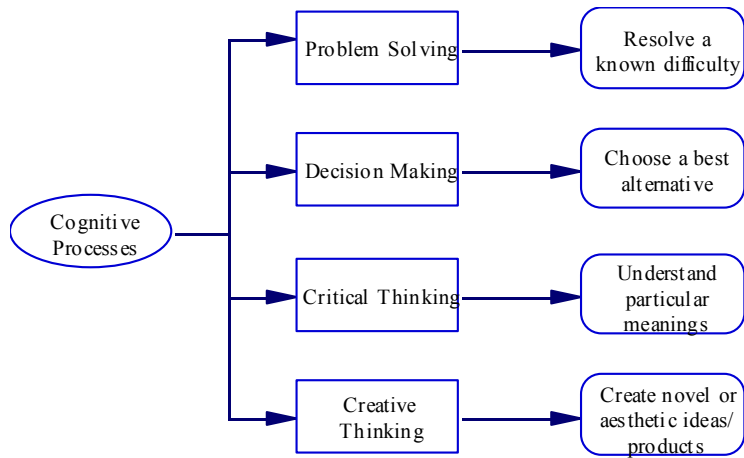 Cognitive
Processes
Problem Solving
Resolve a
known difficulty
Decision Making
Choose a best
alternative
Critical Thinking
Understand
particular
meanings
Creative
Thinking
Create novel or
aesthetic ideas/
products